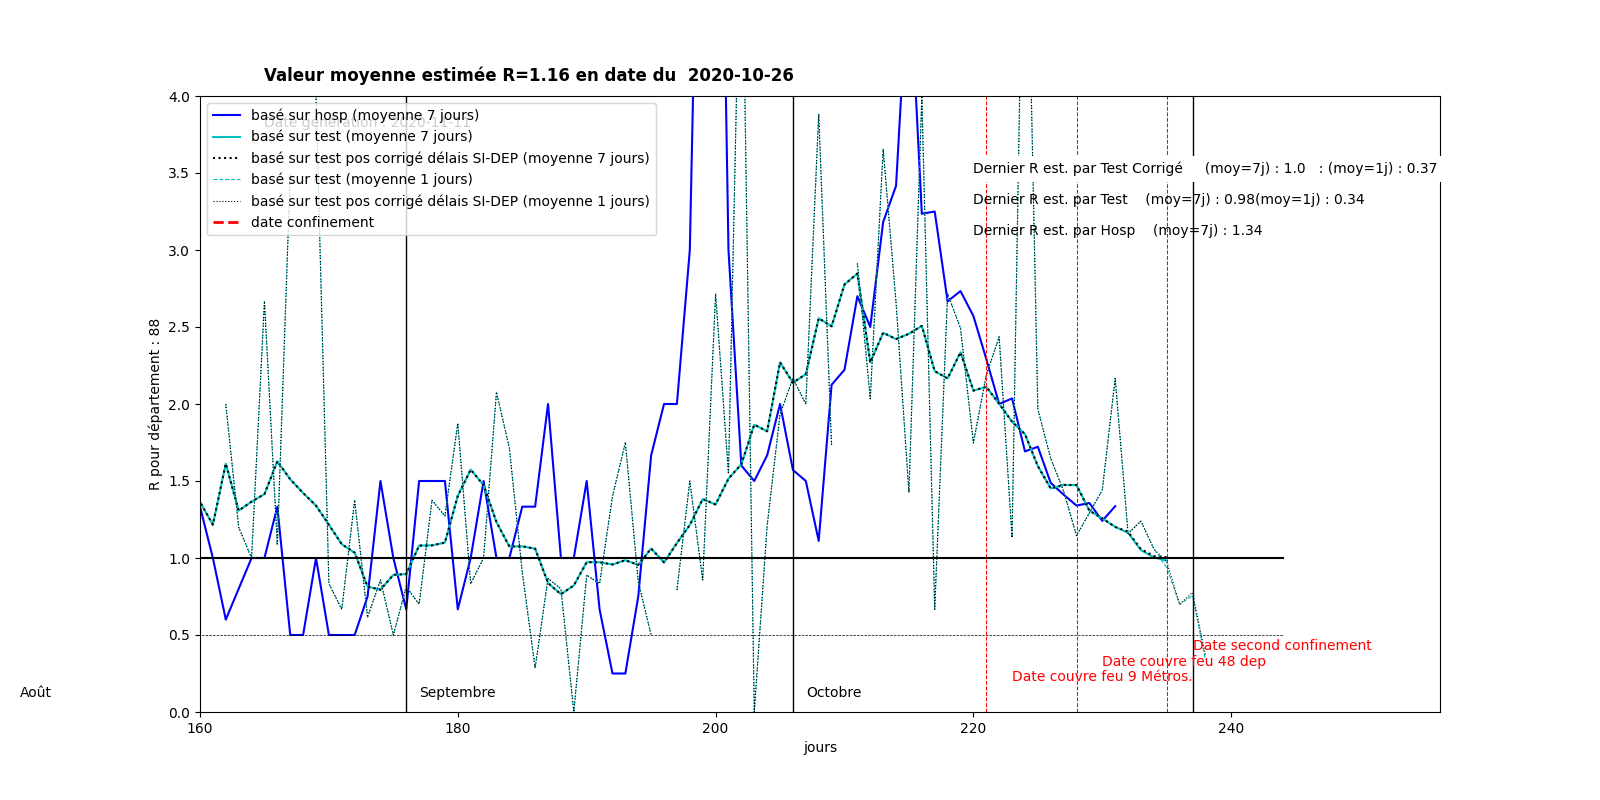 Valeur moyenne estimée R=1.16 en date du  2020-10-26
4.0
3.5
3.0
2.5
2.0
1.5
1.0
0.5
0.0
R pour département : 88
basé sur hosp (moyenne 7 jours)
Date génération : 2020-11-11
basé sur test (moyenne 7 jours)
basé sur test pos corrigé délais SI-DEP (moyenne 7 jours)
basé sur test (moyenne 1 jours)
basé sur test pos corrigé délais SI-DEP (moyenne 1 jours)
date confinement
Dernier R est. par Test Corrigé     (moy=7j) : 1.0   : (moy=1j) : 0.37
Dernier R est. par Test    (moy=7j) : 0.98(moy=1j) : 0.34
Dernier R est. par Hosp    (moy=7j) : 1.34
Date second confinement
Date couvre feu 48 dep
Date couvre feu 9 Métros.
Août
Septembre
Octobre
160
180
200
220
240
jours